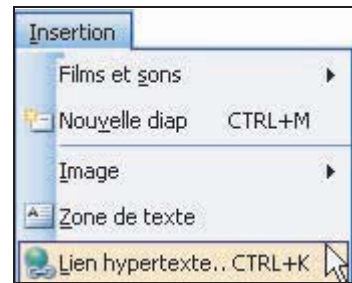 Insertion
Films et sons
Nouvelle diap CTRL+M
Image
Zone de texte
Lien hypertexte.. CTRL+K